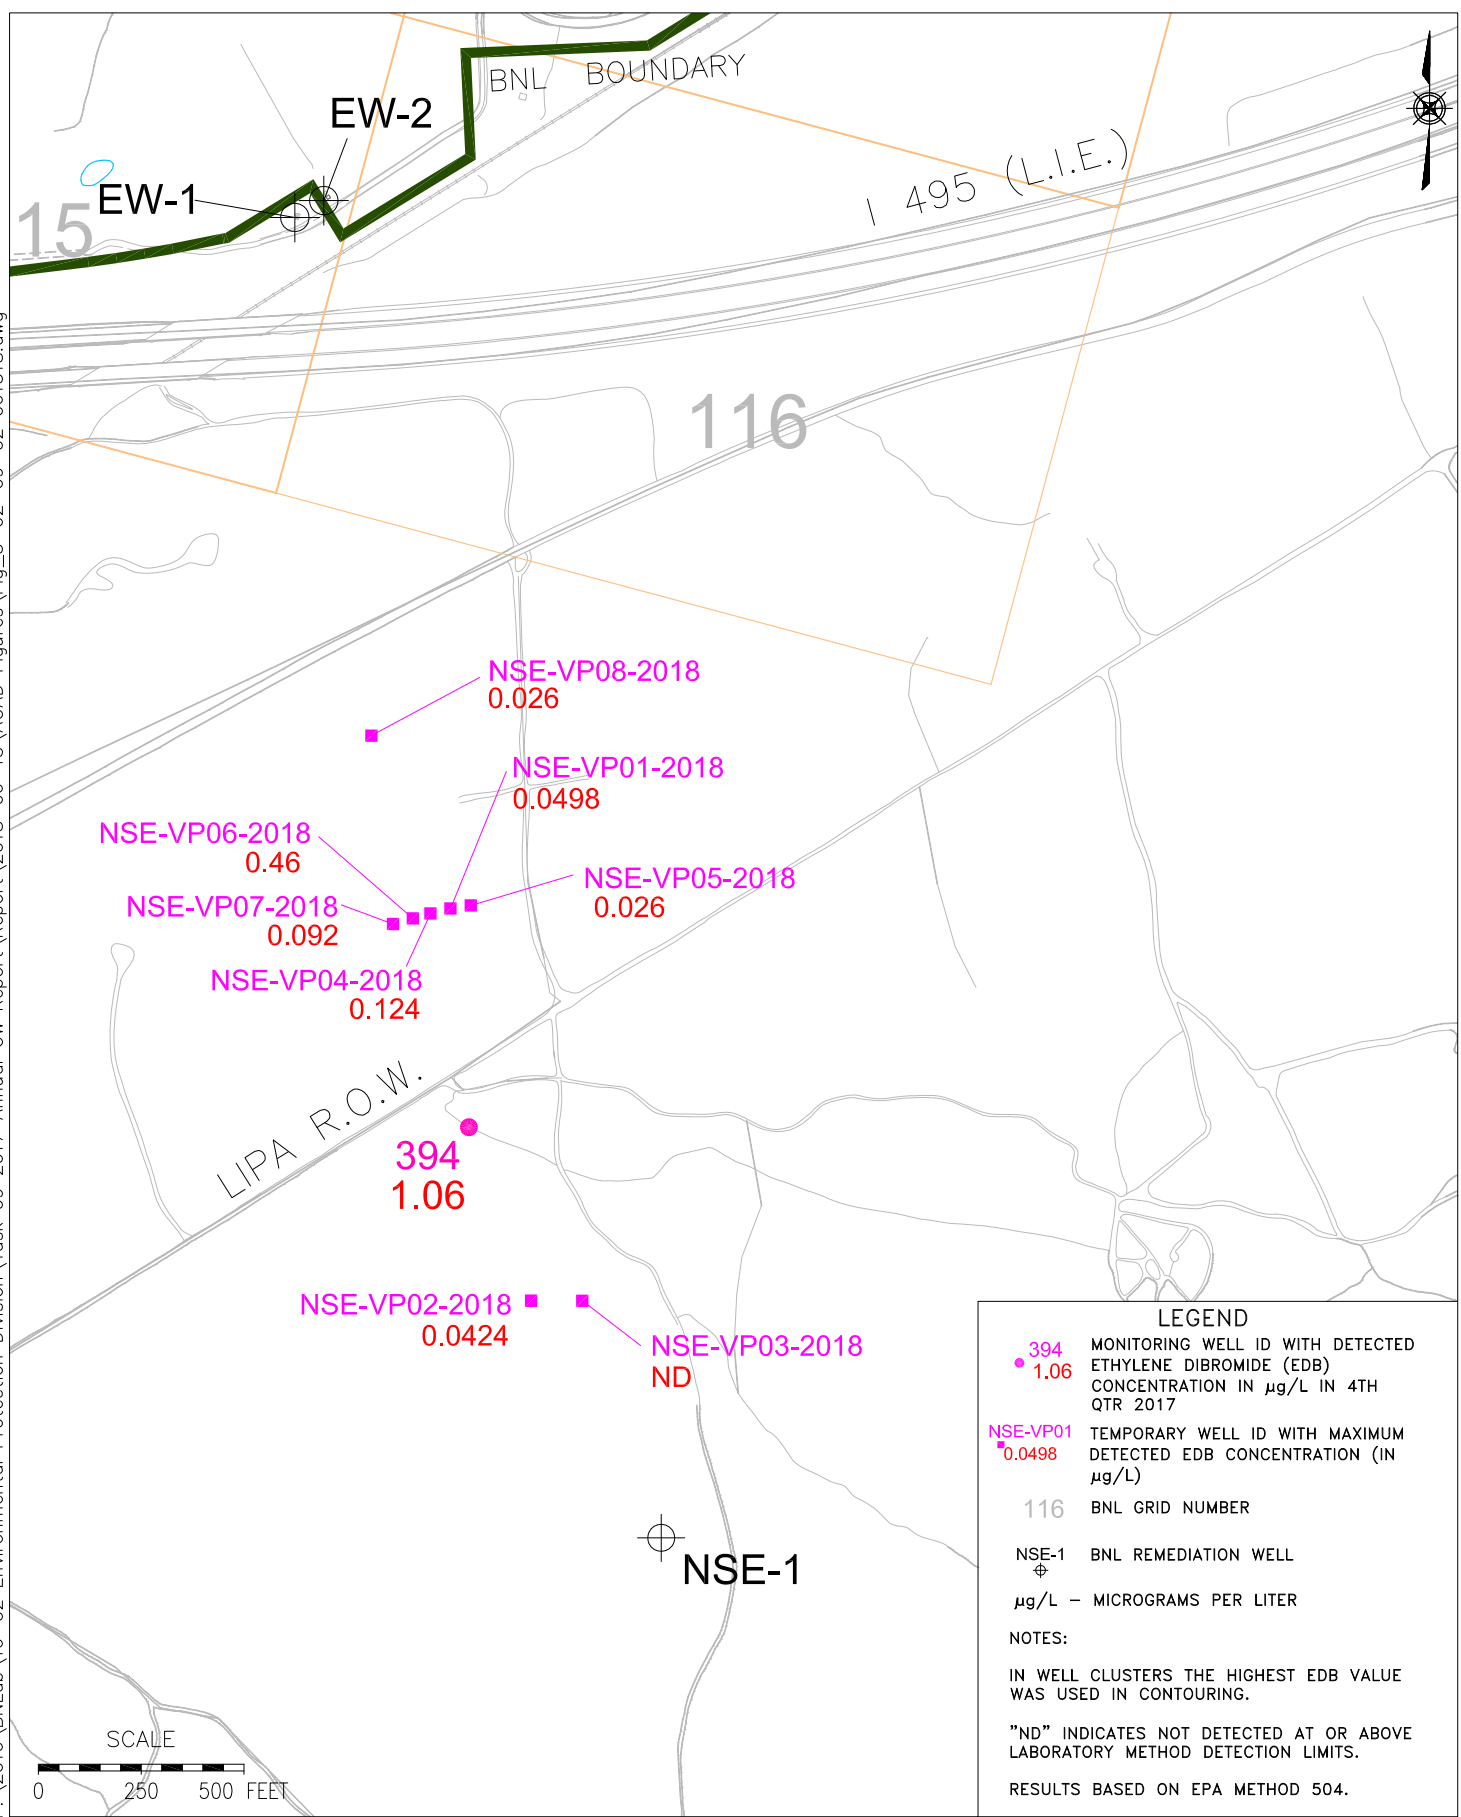 BNL BOUNDARY
EW-2
EW-1
15
I 495 (L.I.E.)
116
NSE-VP08-2018
0.026
NSE-VP01-2018
0.0498
NSE-VP06-2018
0.46
NSE-VP05-2018
0.026
NSE-VP07-2018
0.092
NSE-VP04-2018
0.124
LIPA R.O.W.
394
1.06
NSE-VP02-2018
0.0424
NSE-VP03-2018
ND
NSE-1
SCALE
0 250 500 FEET
LEGEND
394
1.06
MONITORING WELL ID WITH DETECTED
ETHYLENE DIBROMIDE (EDB)
CONCENTRATION IN µg/L IN 4TH
QTR 2017
NSE-VP01
0.0498
TEMPORARY WELL ID WITH MAXIMUM
DETECTED EDB CONCENTRATION (IN
µg/L)
116 BNL GRID NUMBER
NSE-1 BNL REMEDIATION WELL
µg/L – MICROGRAMS PER LITER
NOTES:
IN WELL CLUSTERS THE HIGHEST EDB VALUE
WAS USED IN CONTOURING.
"ND" INDICATES NOT DETECTED AT OR ABOVE
LABORATORY METHOD DETECTION LIMITS.
RESULTS BASED ON EPA METHOD 504.